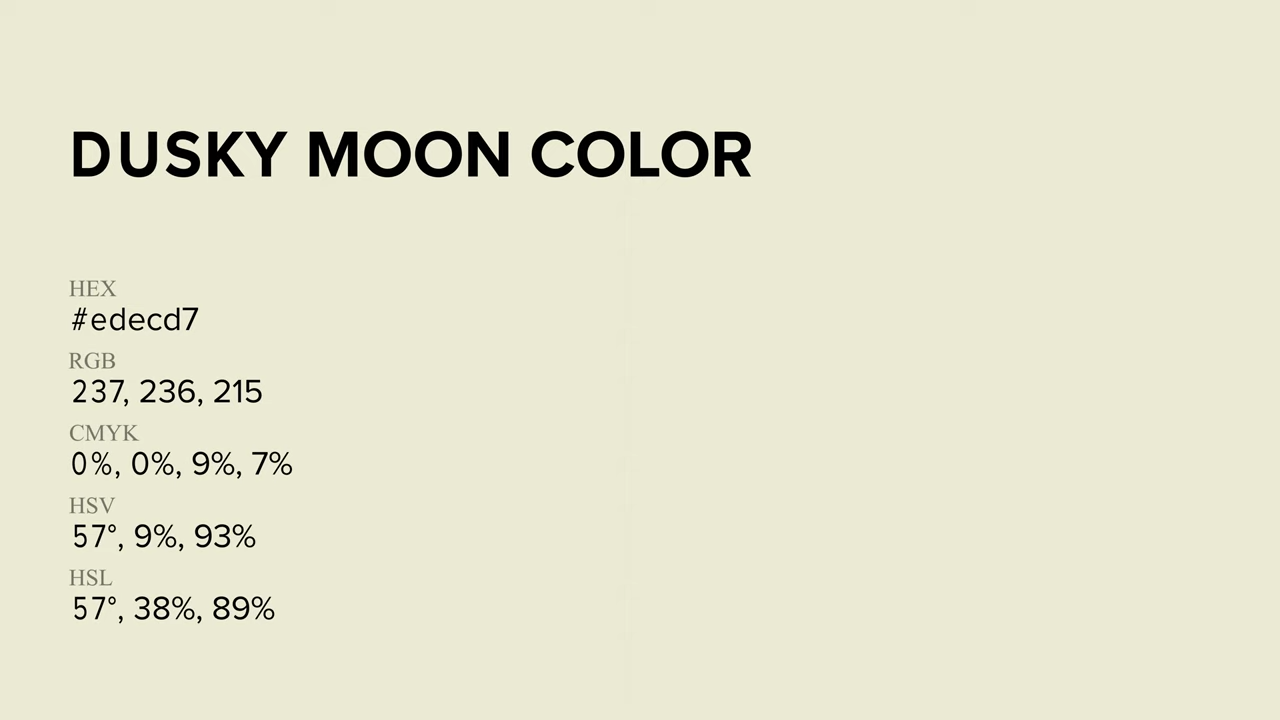 DUSKY MOON COLOR
HEX
#edecd7
RGB
237, 236, 215
CMYK
0%, 0%, 9%, 7%
HSV
57°, 9%, 93%
HSL
57°, 38%, 89%